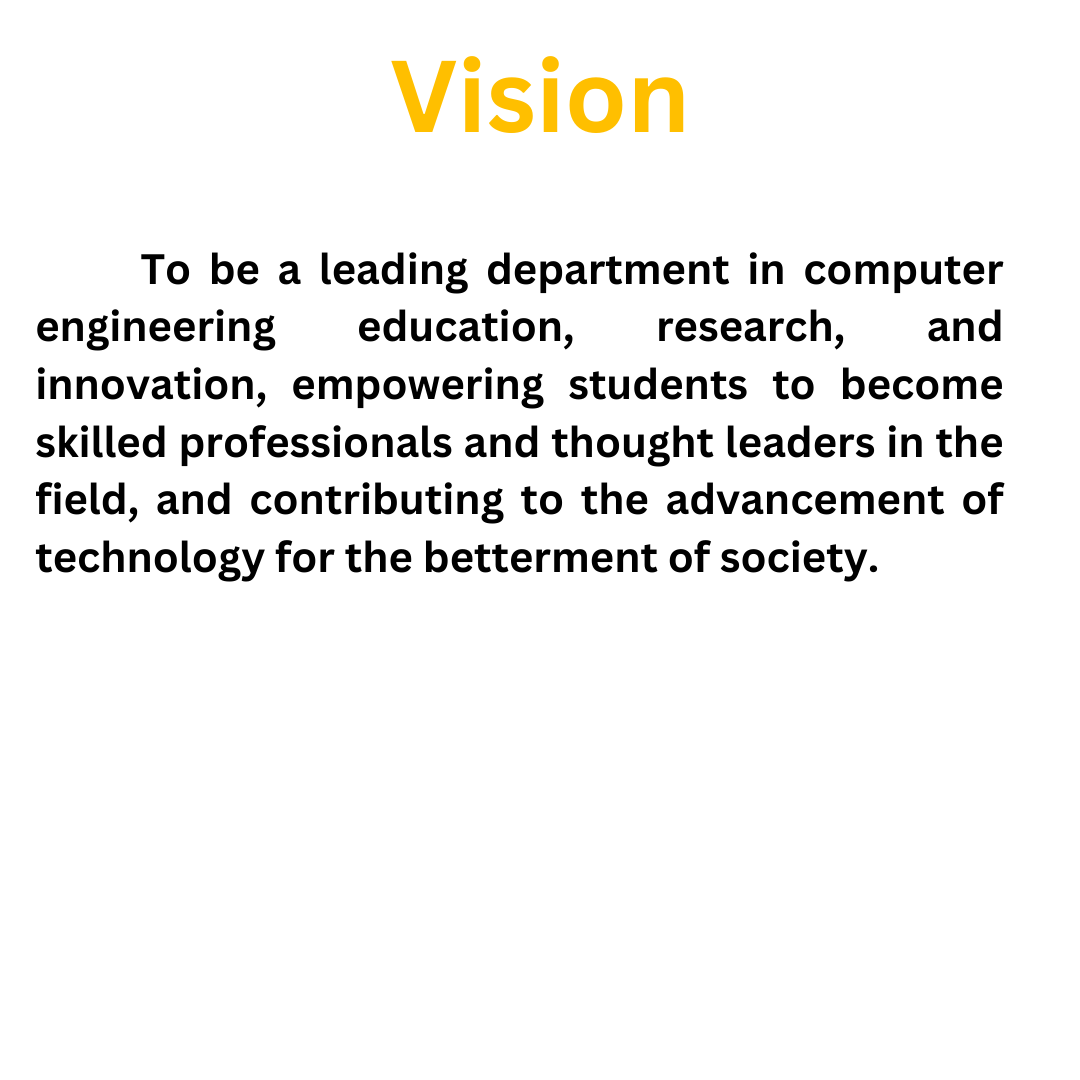 Vision
To be a leading department in computer
engineering education, research, and
innovation, empowering students to become
skilled professionals and thought leaders in the
field, and contributing to the advancement of
technology for the betterment of society.